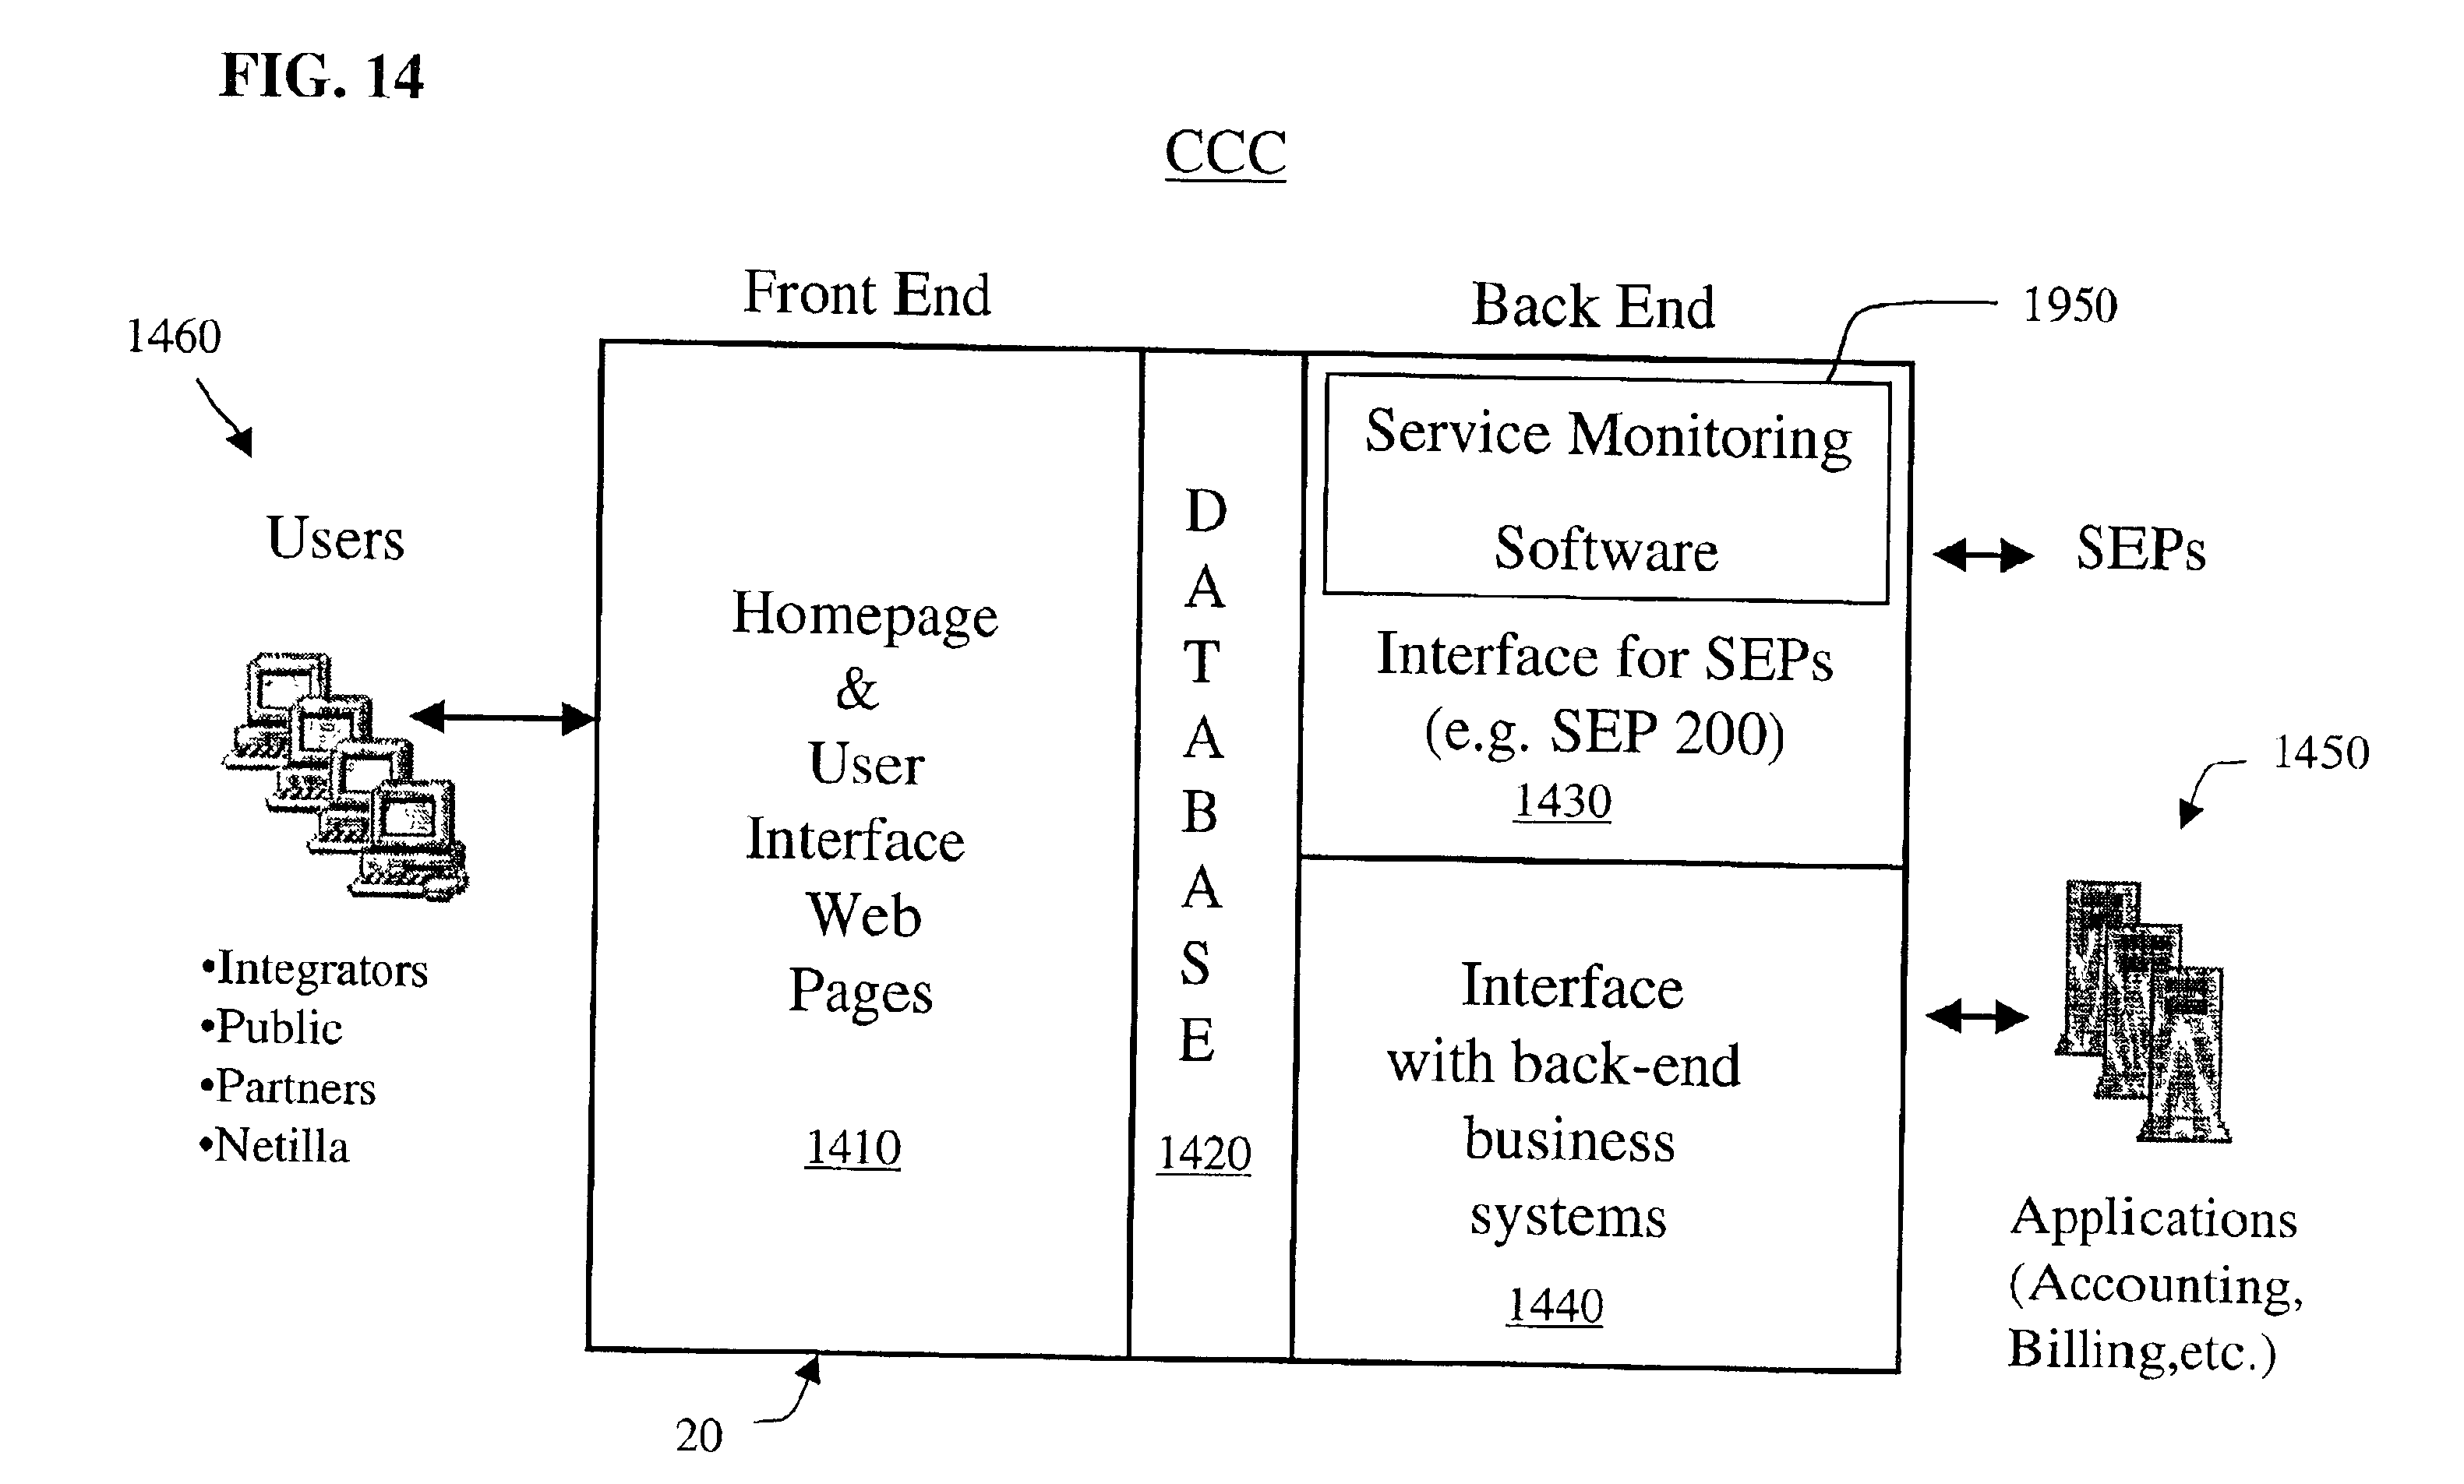 FIG. 14
CCC
Front End
Back End
1950
1460
Users
•Integrators
•Public
•Partners
•Netilla
Homepage
&
User
Interface
Web
Pages
1410
D
A
T
A
B
A
S
E
1420
Service Monitoring
Software
Interface for SEPs
(e.g. SEP 200)
1430
Interface
with back-end
business
systems
1440
SEPs
1450
Applications
(Accounting,
Billing,etc.)
20